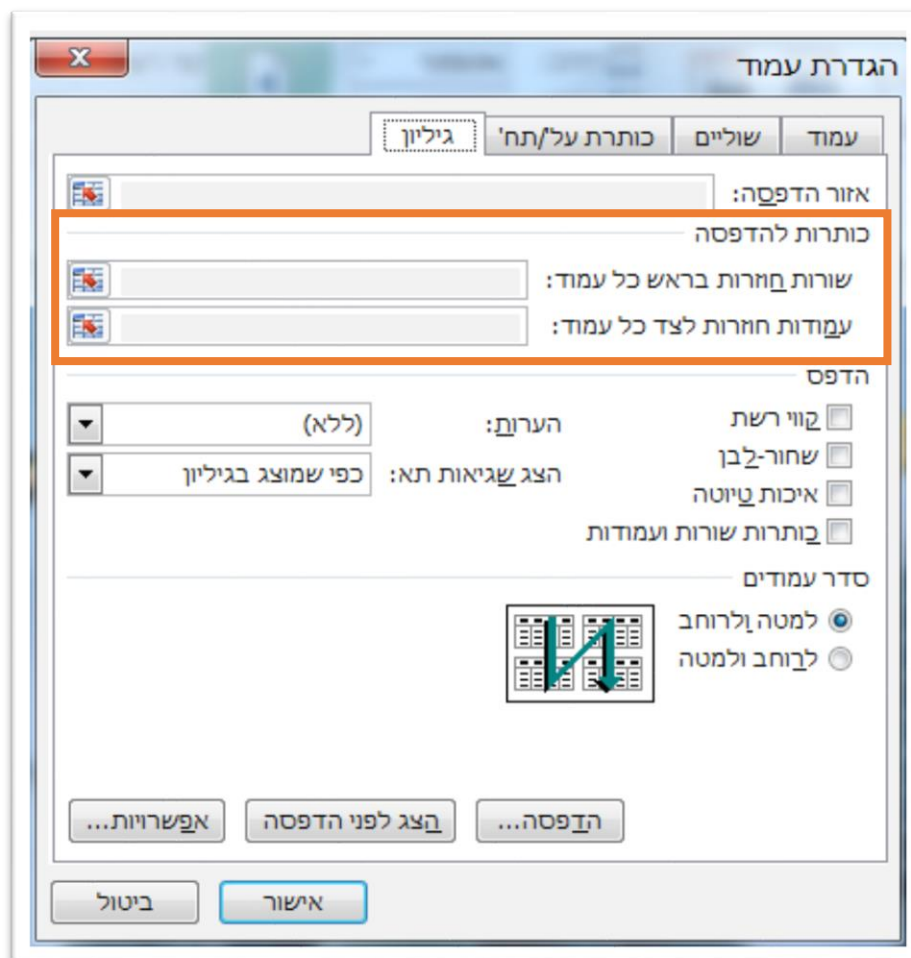 הגדרת עמוד
עמוד שוליים כותרת על/תח' גיליון
אזור הדפסה:
כותרות להדפסה
שורות חוזרות בראש כל עמוד:
עמודות חוזרות לצד כל עמוד:
הדפס
קווי רשת הערות: (ללא)
שחור-לבן
הצג שגיאות תא: כפי שמוצג בגיליון
איכות טיוטה
כותרות שורות ועמודות
סדר עמודים
למטה ולרוחב
לרוחב ולמטה
הדפסה... הצג לפני הדפסה אפשרויות...
אישור ביטול